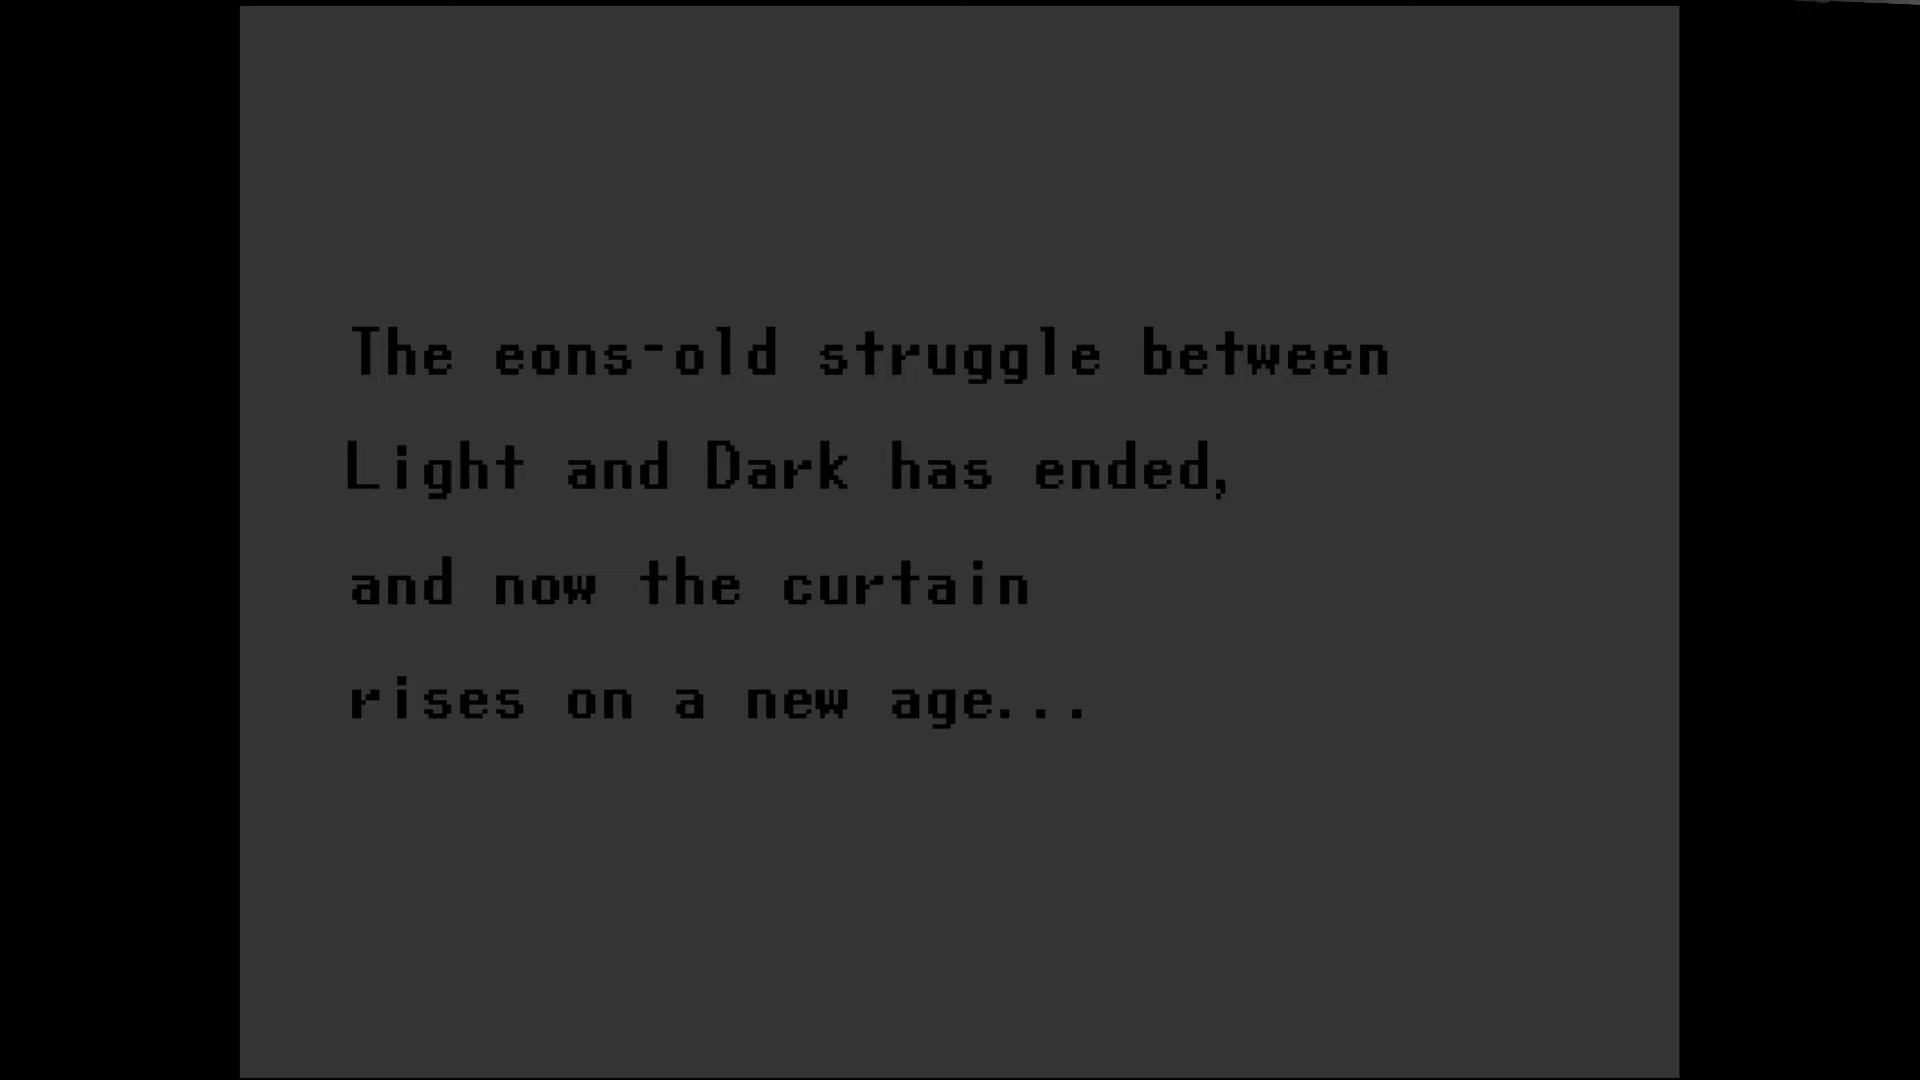 The eons-old struggle between
Light and Dark has ended,
and now the curtain
rises on a new age...